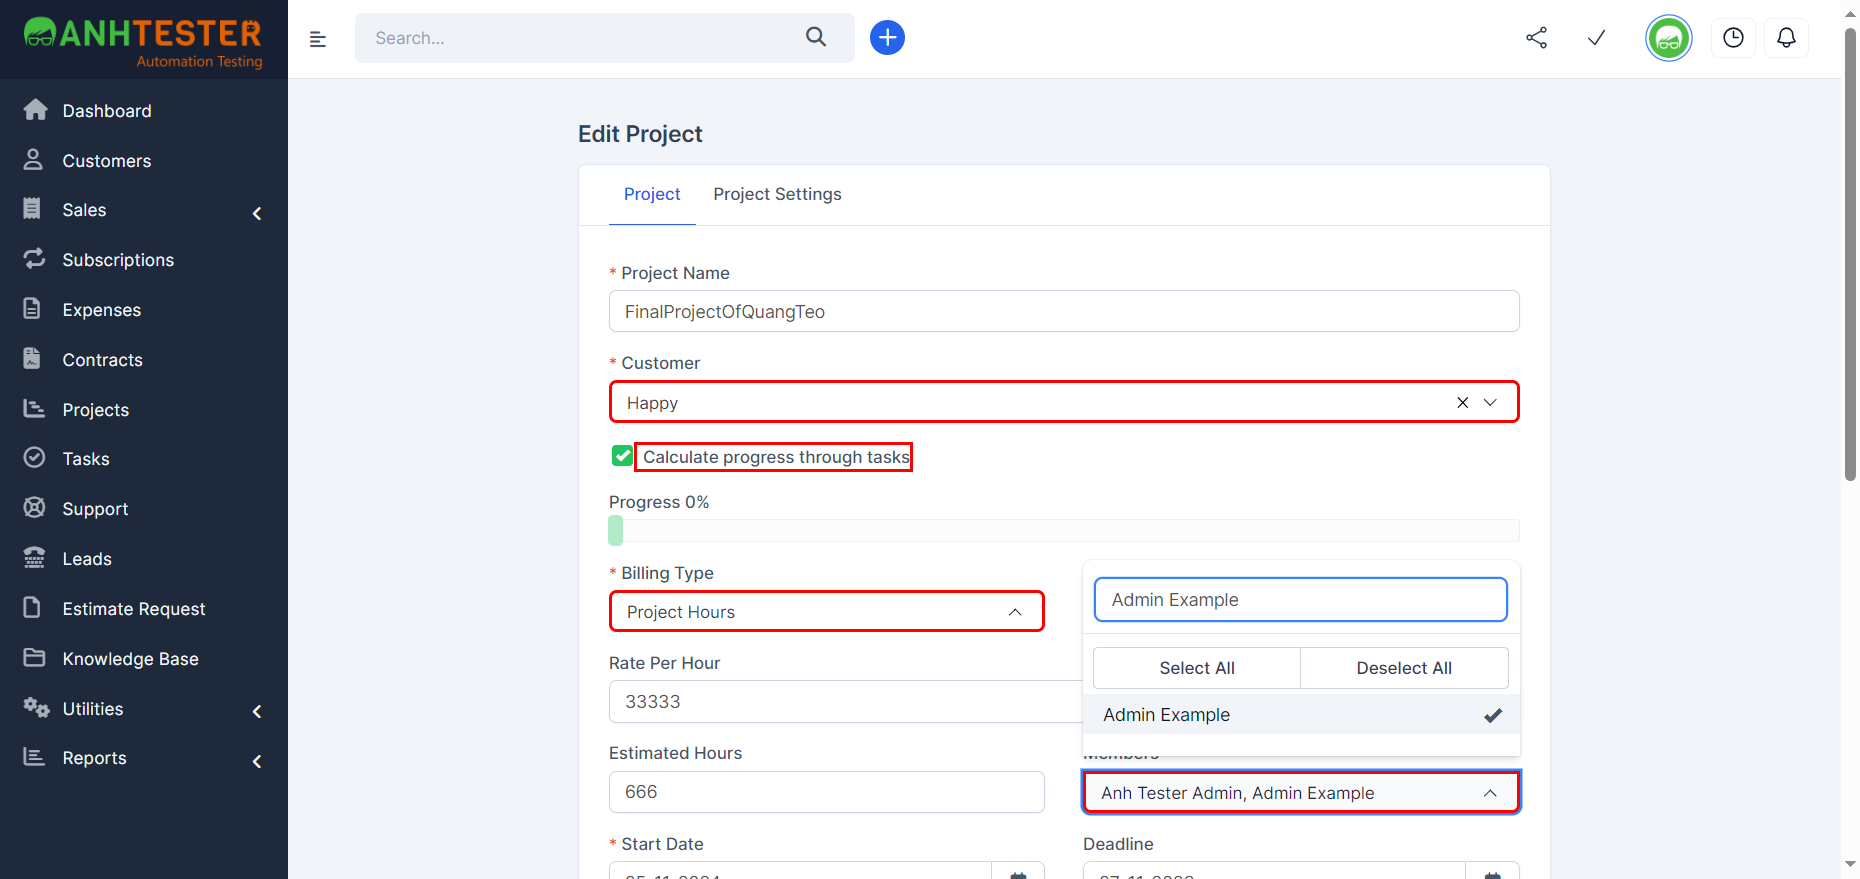 ANHTESTER
Automation Testing
Search...
Dashboard
Customers
Sales
Subscriptions
Expenses
Contracts
Projects
Tasks
Support
Leads
Estimate Request
Knowledge Base
Utilities
Reports
Edit Project
Project
Project Settings
* Project Name
FinalProjectOfQuangTeo
* Customer
Happy
Calculate progress through tasks
Progress 0%
* Billing Type
Project Hours
Admin Example
Select All
Deselect All
Admin Example
Rate Per Hour
33333
Estimated Hours
666
Members
Anh Tester Admin, Admin Example
* Start Date
Deadline